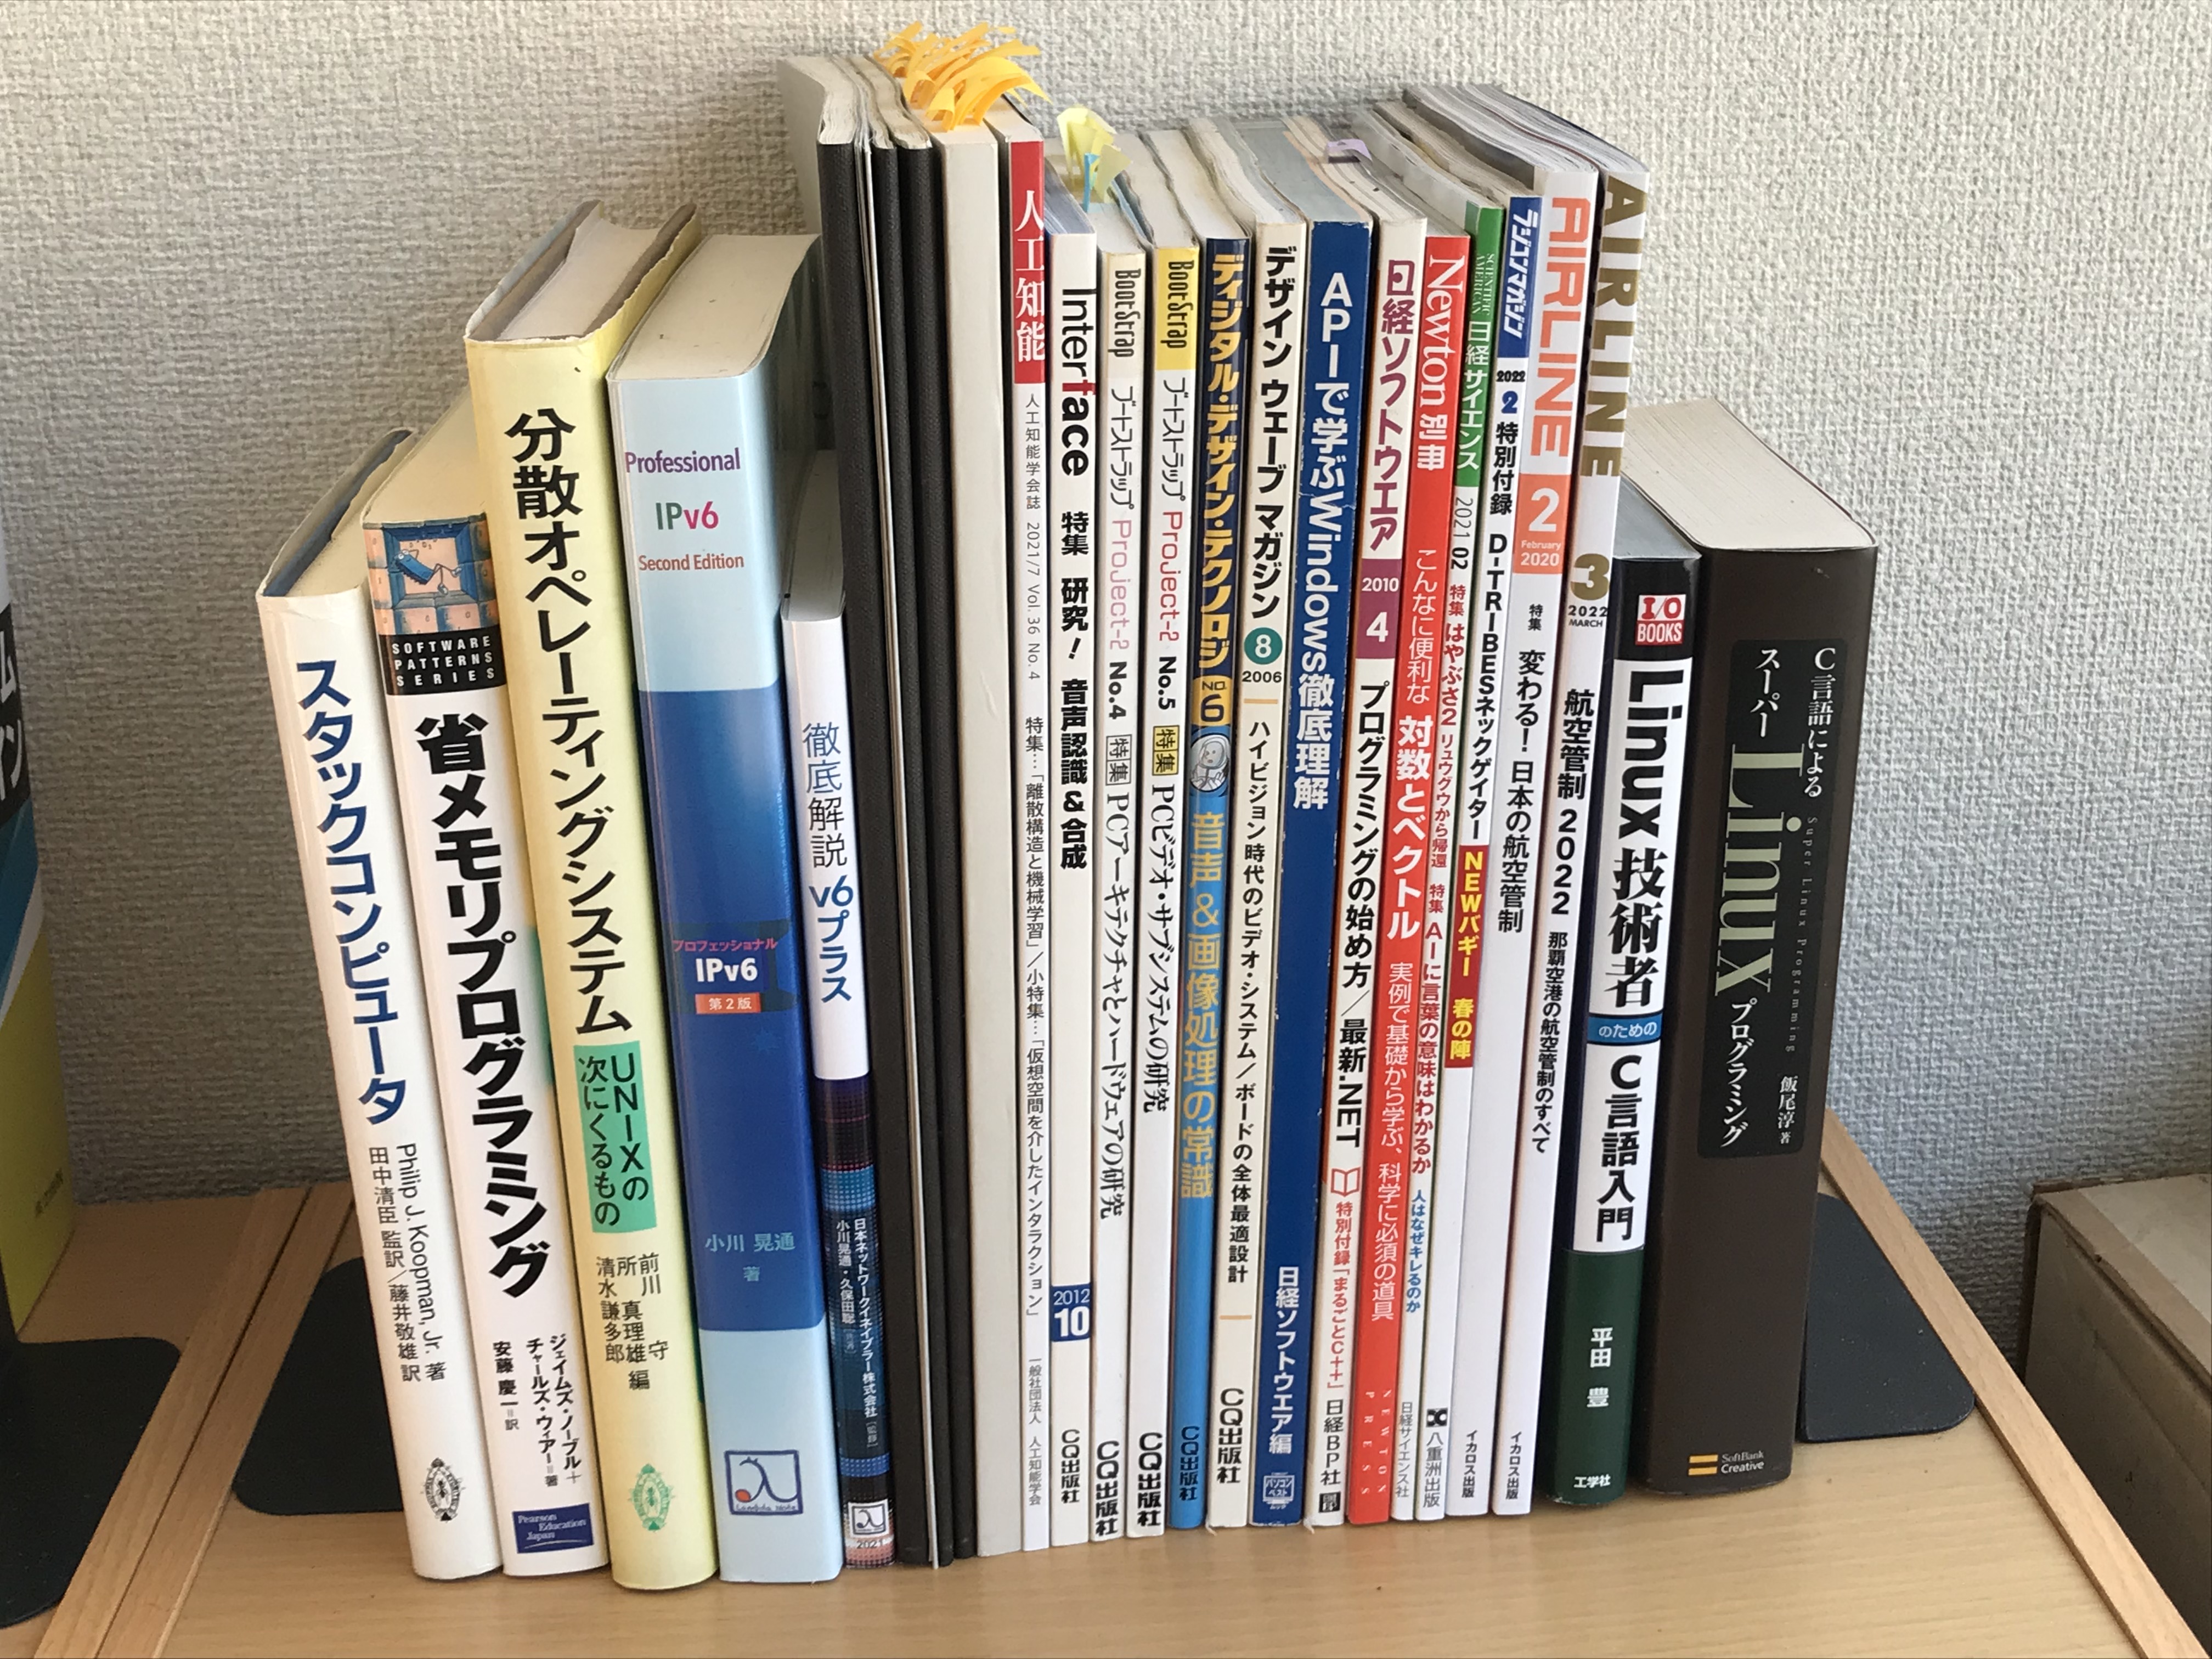 スタックコンピュータ
Philip J. Koopman, Jr. 著
田中清臣 監訳／藤井敬雄 訳
SOFTWARE
PATTERNS
SERIES
省メモリプログラミング
ジェイムズ・ノーブル＋
チャールズ・ウィアー＝著
安藤慶一＝訳
Pearson
Education
Japan
分散オペレーティングシステム
UNIXの
次にくるもの
前川 守
所 真理雄
清水 謙多郎
編
Professional
IPv6
Second Edition
プロフェッショナル
IPv6
第2版
小川 晃通
著
Lambda Note
徹底解説 v6プラス
日本ネットワークイネイブラー株式会社
小川晃通・久保田聡
2021
人工知能
人工知能学会誌 2021/7 Vol. 36 No. 4
特集…「離散構造と機械学習」／小特集…「仮想空間を介したインタラクション」
一般社団法人 人工知能学会
Interface
特集 研究！ 音声認識&合成
2012
10
CQ出版社
BootStrap
ブートストラップ Project-2 No.4
特集 PCアーキテクチャとハードウェアの研究
CQ出版社
BootStrap
ブートストラップ Project-2 No.5
特集 PCビデオ・サブシステムの研究
CQ出版社
ディジタル・デザイン・テクノロジ
NO.
6
音声&画像処理の常識
CQ出版社
デザイン ウェーブ マガジン
8
2006
ハイビジョン時代のビデオ・システム／ボードの全体最適設計
CQ出版社
APIで学ぶWindows徹底理解
日経ソフトウエア編
パソコン
ベスト
ムック
日経ソフトウエア
2010
4
プログラミングの始め方／最新.NET
特別付録「まるごとC++」
日経BP社
Newton別冊
こんなに便利な 対数とベクトル
実例で基礎から学ぶ、科学に必須の道具
NEWTON
PRESS
SCIENTIFIC
AMERICAN
日経サイエンス
2021 02
特集 はやぶさ2 リュウグウから帰還
特集 AIに言葉の意味はわかるか
人はなぜキレるのか
日経サイエンス社
ラジコンマガジン
2022
2
特別付録
D-TRIBESネックゲイター
NEWバギー 春の陣
八重洲出版
AIRLINE
2
February
2020
特集 変わる！日本の航空管制
イカロス出版
AIRLINE
3
2022
MARCH
航空管制 2022 那覇空港の航空管制のすべて
イカロス出版
I/O
BOOKS
Linux技術者
のための
C言語入門
平田 豊
工学社
C言語による
スーパー
Linux
プログラミング
Super Linux Programming
飯尾淳 著
SoftBank
Creative